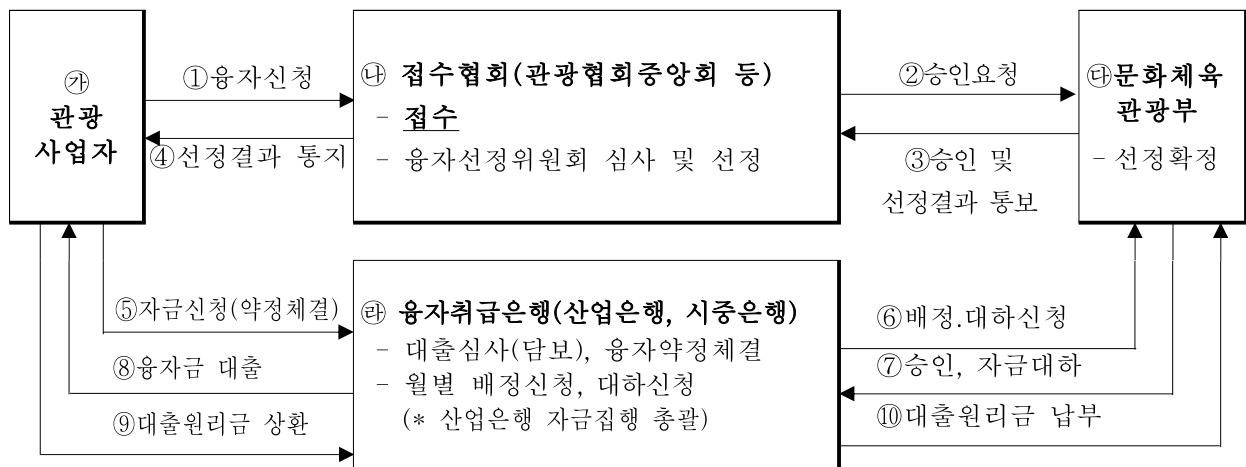 ㉮
관광
사업자
①융자신청
④선정결과 통지
㉯ 접수협회(관광협회중앙회 등)
- 접수
- 융자선정위원회 심사 및 선정
②승인요청
③승인 및
선정결과 통보
㉰문화체육
관광부
- 선정확정
⑤자금신청(약정체결)
⑧융자금 대출
⑨대출원리금 상환
㉱ 융자취급은행(산업은행, 시중은행)
- 대출심사(담보), 융자약정체결
- 월별 배정신청, 대하신청
(* 산업은행 자금집행 총괄)
⑥배정.대하신청
⑦승인, 자금대하
⑩대출원리금 납부